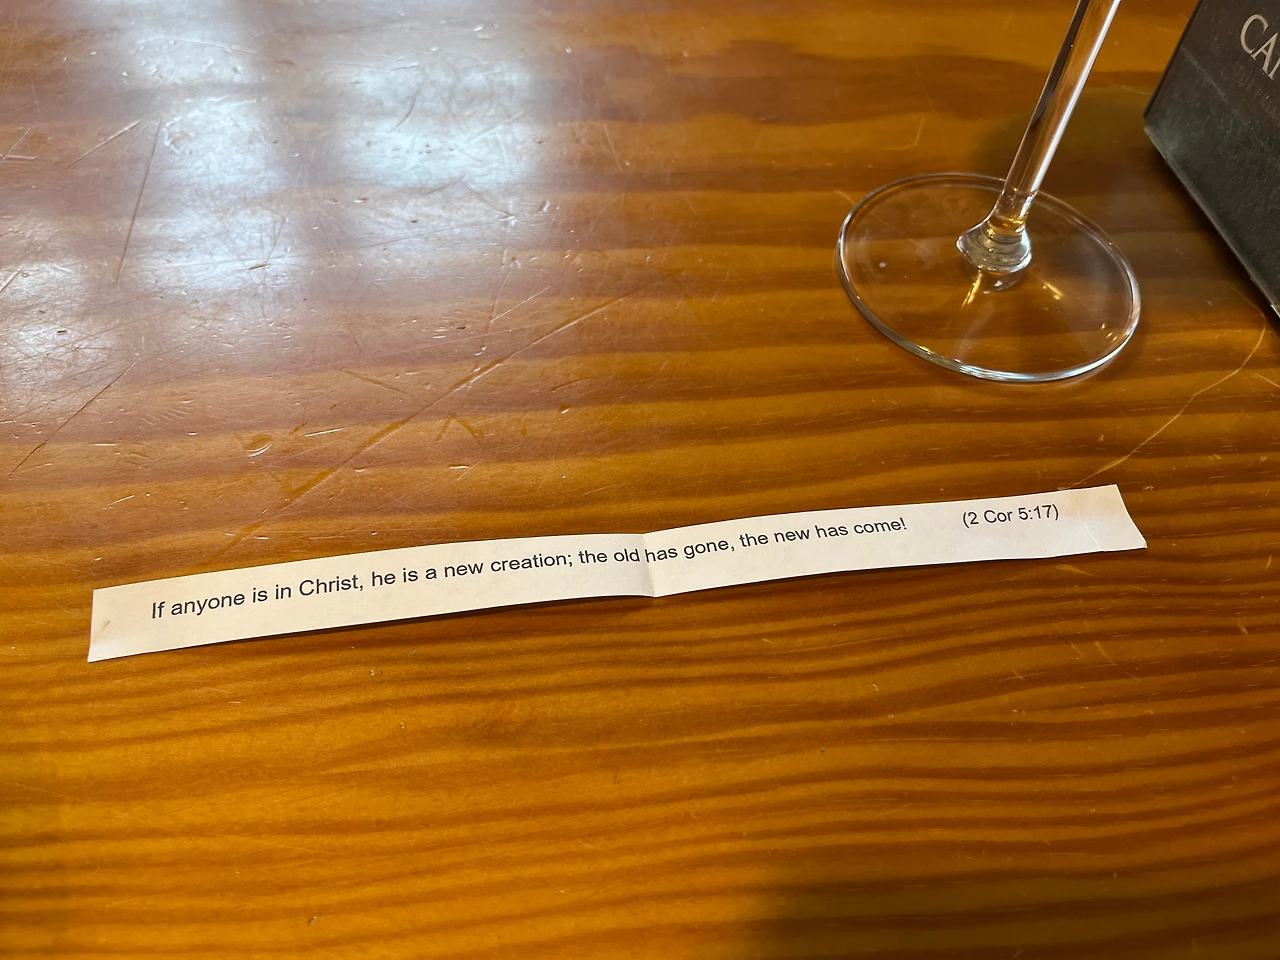 If anyone is in Christ, he is a new creation; the old has gone, the new has come! (2 Cor 5:17)